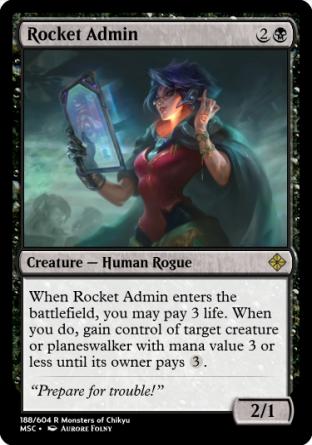 Rocket Admin 2
Creature — Human Rogue
When Rocket Admin enters the
battlefield, you may pay 3 life. When
you do, gain control of target creature
or planeswalker with mana value 3 or
less until its owner pays 3.
“Prepare for trouble!”
2/1
188/604 R Monsters of Chikyu
MSC • Aurore Folny